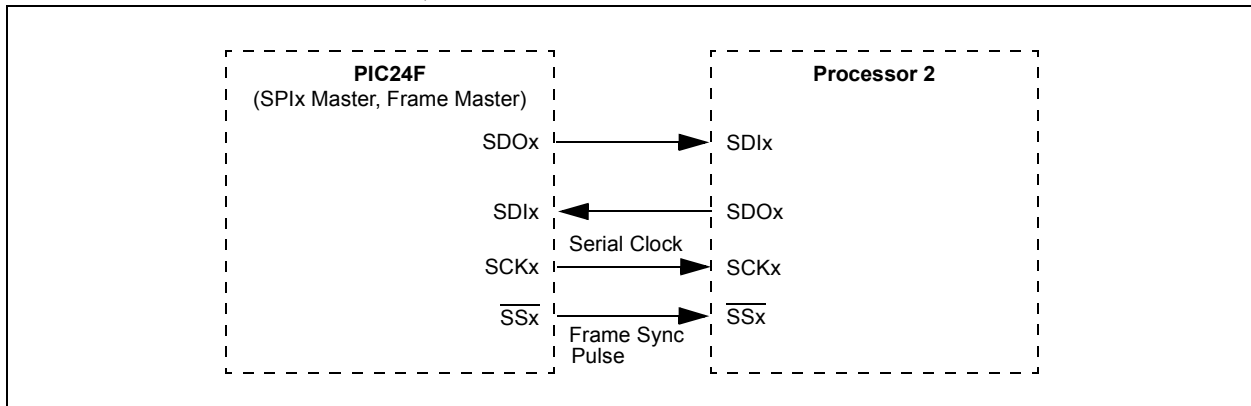 PIC24F
(SPIx Master, Frame Master)
Processor 2
SDOx
SDIx
SDIx
SDOx
Serial Clock
SCKx
SCKx
SSx
SSx
Frame Sync
Pulse